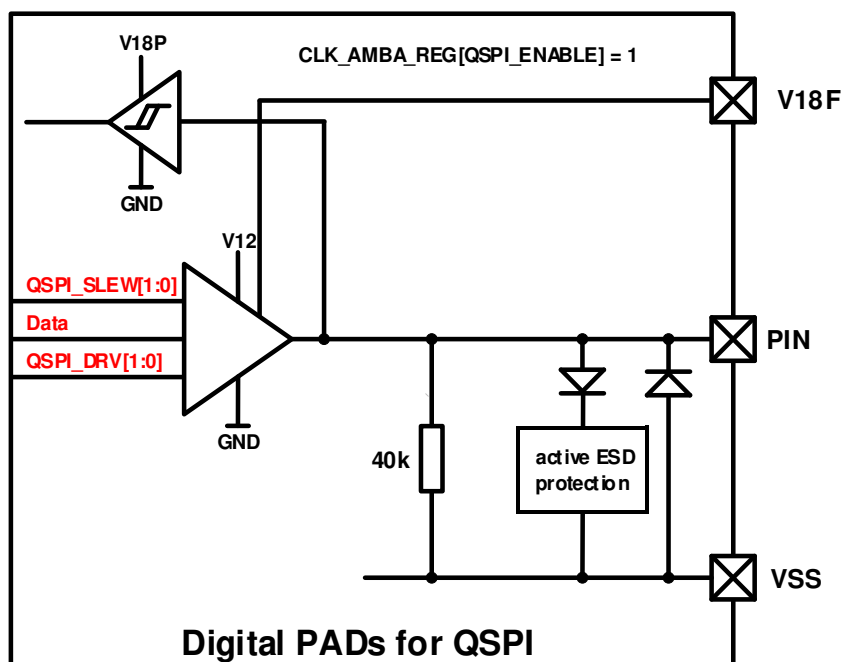 V18P
CLK_AMBA_REG[QSPI_ENABLE] = 1
V18F
GND
V12
QSPI_SLEW[1:0]
Data
QSPI_DRV[1:0]
PIN
GND
40k
active ESD
protection
VSS
Digital PADs for QSPI